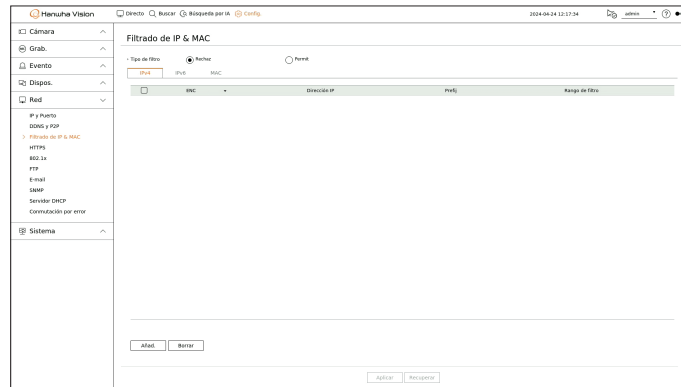 Hanwha Vision
Directo Buscar Búsqueda por IA Config. 2024-04-24 12:17:34 admin ?
Cámara
Grab.
Evento
Dispos.
Red
IP y Puerto
DDNS y P2P
> Filtrado de IP & MAC
HTTPS
802.1x
FTP
E-mail
SNMP
Servidor DHCP
Conmutación por error
Sistema
Filtrado de IP & MAC
Tipo de filtro Rechaz Permit
IPv4 IPv6 MAC
ENC Dirección IP Prefij Rango de filtro
Añad. Borrar
Aplicar Recuperar